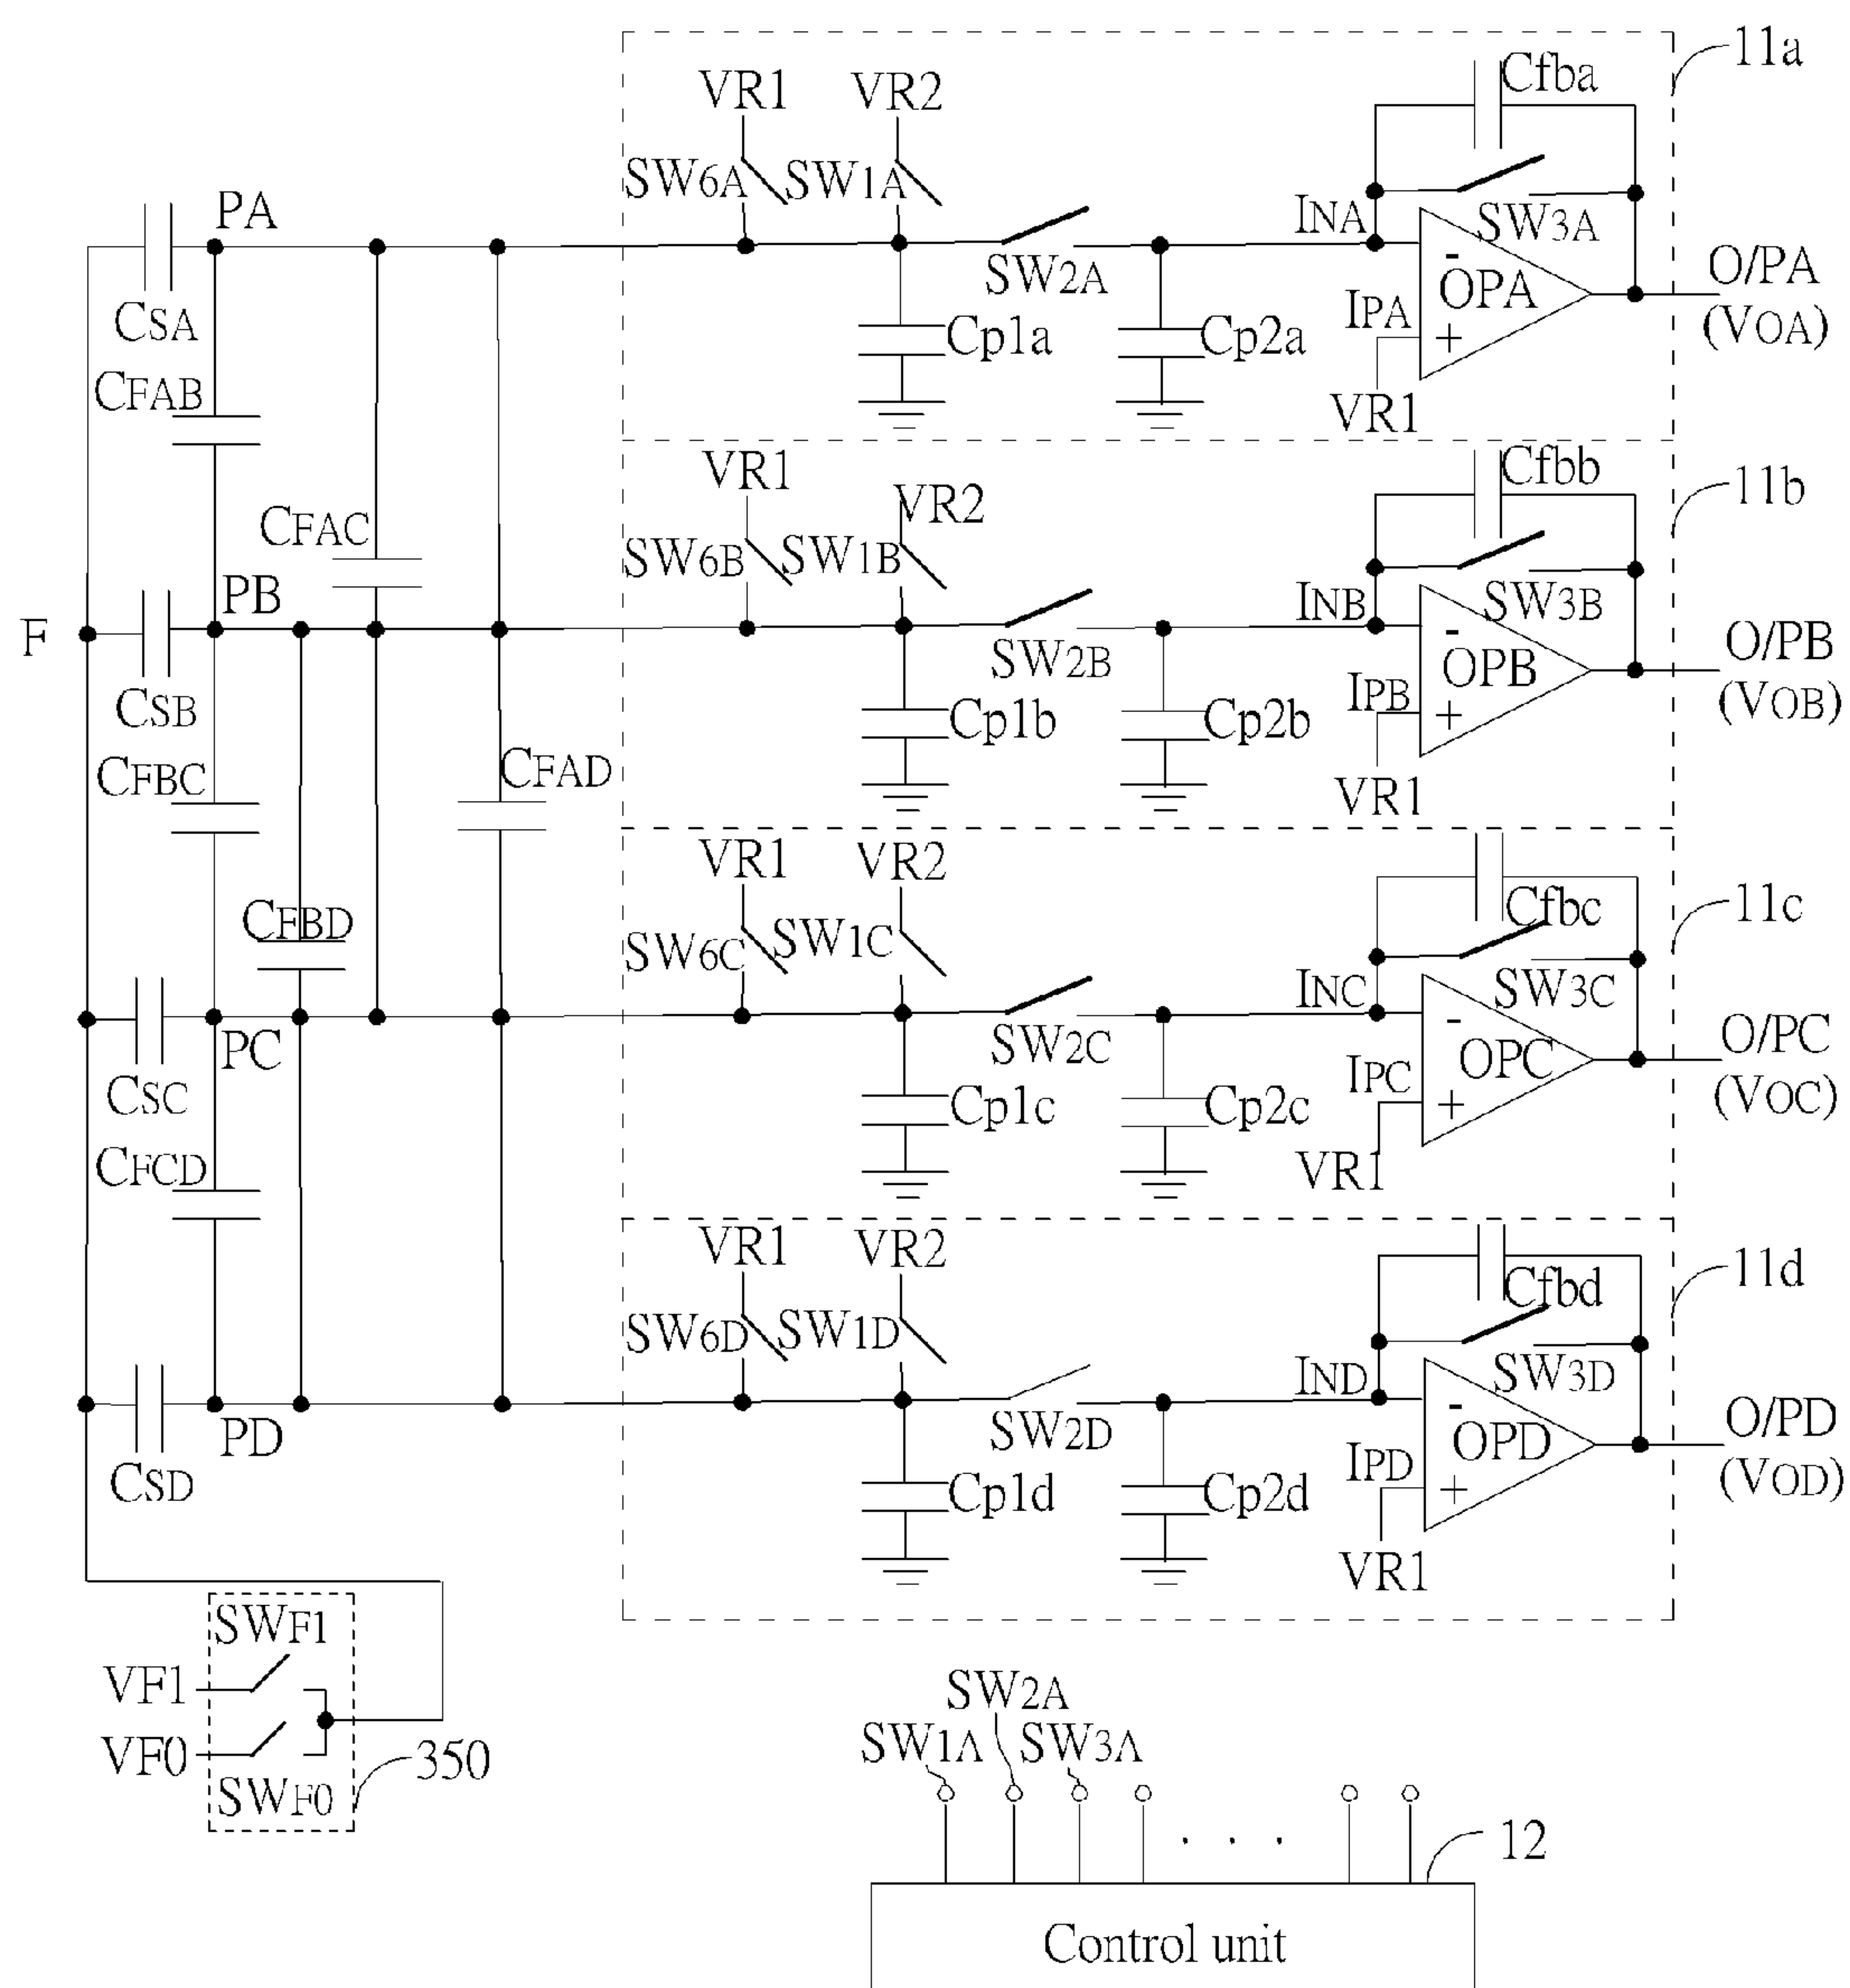 11a
VR1 VR2 Cfba
SW6A SW1A
PA INA SW3A
CSA SW2A IPA - OPA + O/PA
(VOA)
CFAB Cp1a Cp2a
VR1
11b
VR1 VR2 Cfbb
CFAC SW6B SW1B
F PB INB SW3B
CSB SW2B IPB - OPB + O/PB
(VOB)
CFBC CFAD Cp1b Cp2b
VR1
11c
VR1 VR2 Cfbc
CFBD SW6C SW1C
PC INC SW3C
CSC SW2C IPC - OPC + O/PC
(VOC)
CFCD Cp1c Cp2c
VR1
11d
VR1 VR2 Cfbd
SW6D SW1D
PD IND SW3D
CSD SW2D IPD - OPD + O/PD
(VOD)
Cp1d Cp2d
VR1
SWF1
VF1
VF0
SWF0
350
SW2A
SW1A SW3A
. . .
12
Control unit